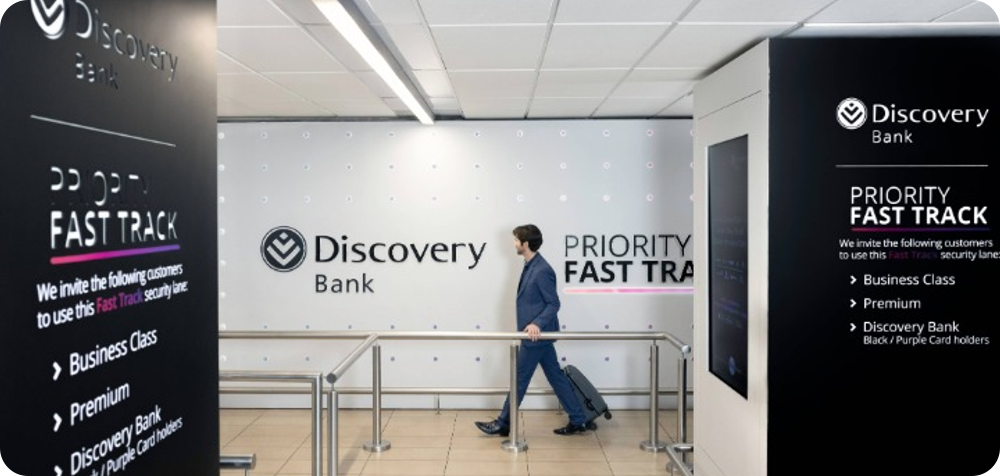 Discovery
Bank
PRIORITY
FAST TRACK
We invite the following customers
to use this Fast Track security lane:
Business Class
Premium
Discovery Bank
/ Purple Card holders
Discovery
Bank
PRIORITY
FAST TRA
Discovery
Bank
PRIORITY
FAST TRACK
We invite the following customers
to use this Fast Track security lane:
Business Class
Premium
Discovery Bank
Black / Purple Card holders